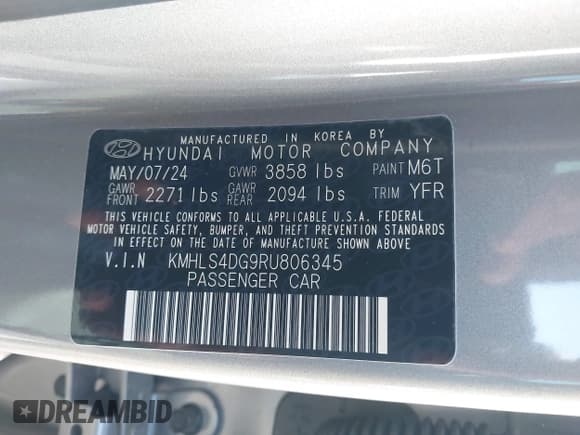 MANUFACTURED IN KOREA BY
HYUNDAI MOTOR COMPANY
MAY/07/24 GVWR 3858 lbs PAINT M6T
GAWR FRONT 2271 lbs GAWR REAR 2094 lbs TRIM YFR
THIS VEHICLE CONFORMS TO ALL APPLICABLE U.S.A. FEDERAL
MOTOR VEHICLE SAFETY, BUMPER, AND THEFT PREVENTION STANDARDS
IN EFFECT ON THE DATE OF MANUFACTURE SHOWN ABOVE
V.I.N KMHLS4DG9RU806345
PASSENGER CAR
DREAMBID